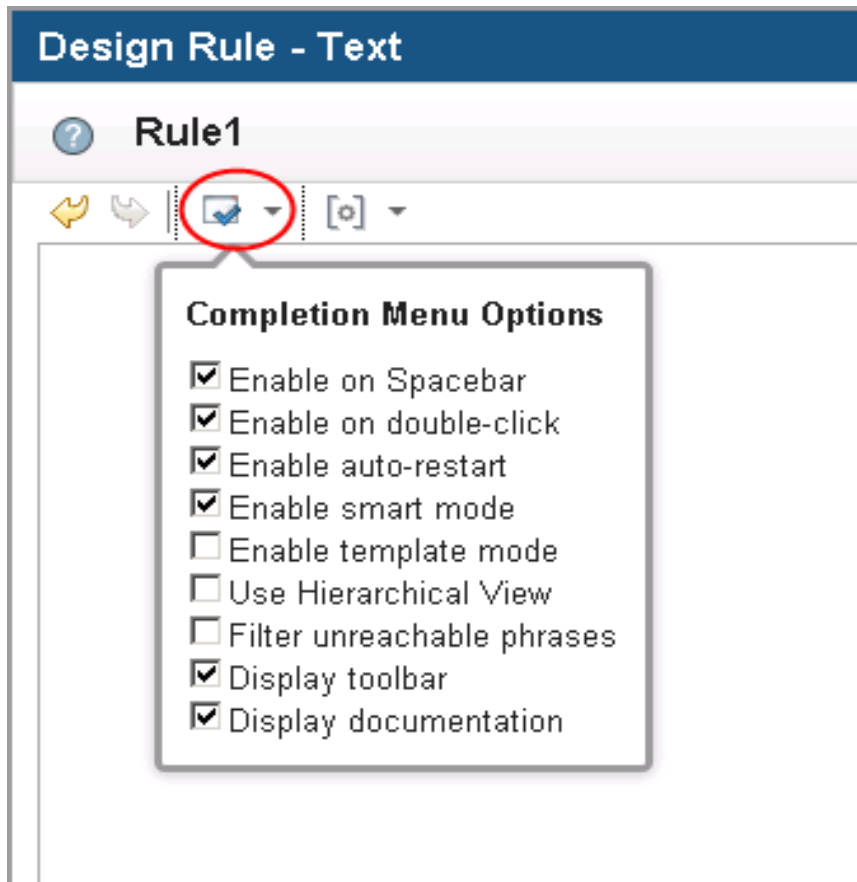 Design Rule - Text
? Rule1
Completion Menu Options
Enable on Spacebar
Enable on double-click
Enable auto-restart
Enable smart mode
Enable template mode
Use Hierarchical View
Filter unreachable phrases
Display toolbar
Display documentation